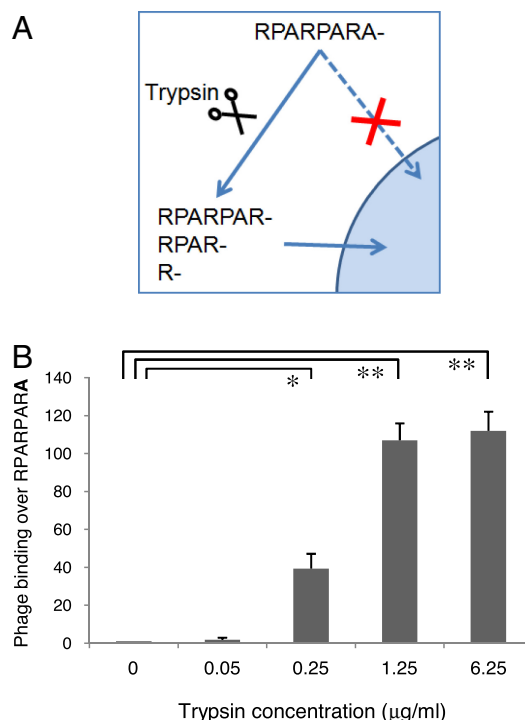 A
RPARPARA-
Trypsin
RPARPAR-
RPAR-
R-
B
* ** **
140
120
100
80
60
40
20
0
Phage binding over RPARPARA
0 0.05 0.25 1.25 6.25
Trypsin concentration (µg/ml)